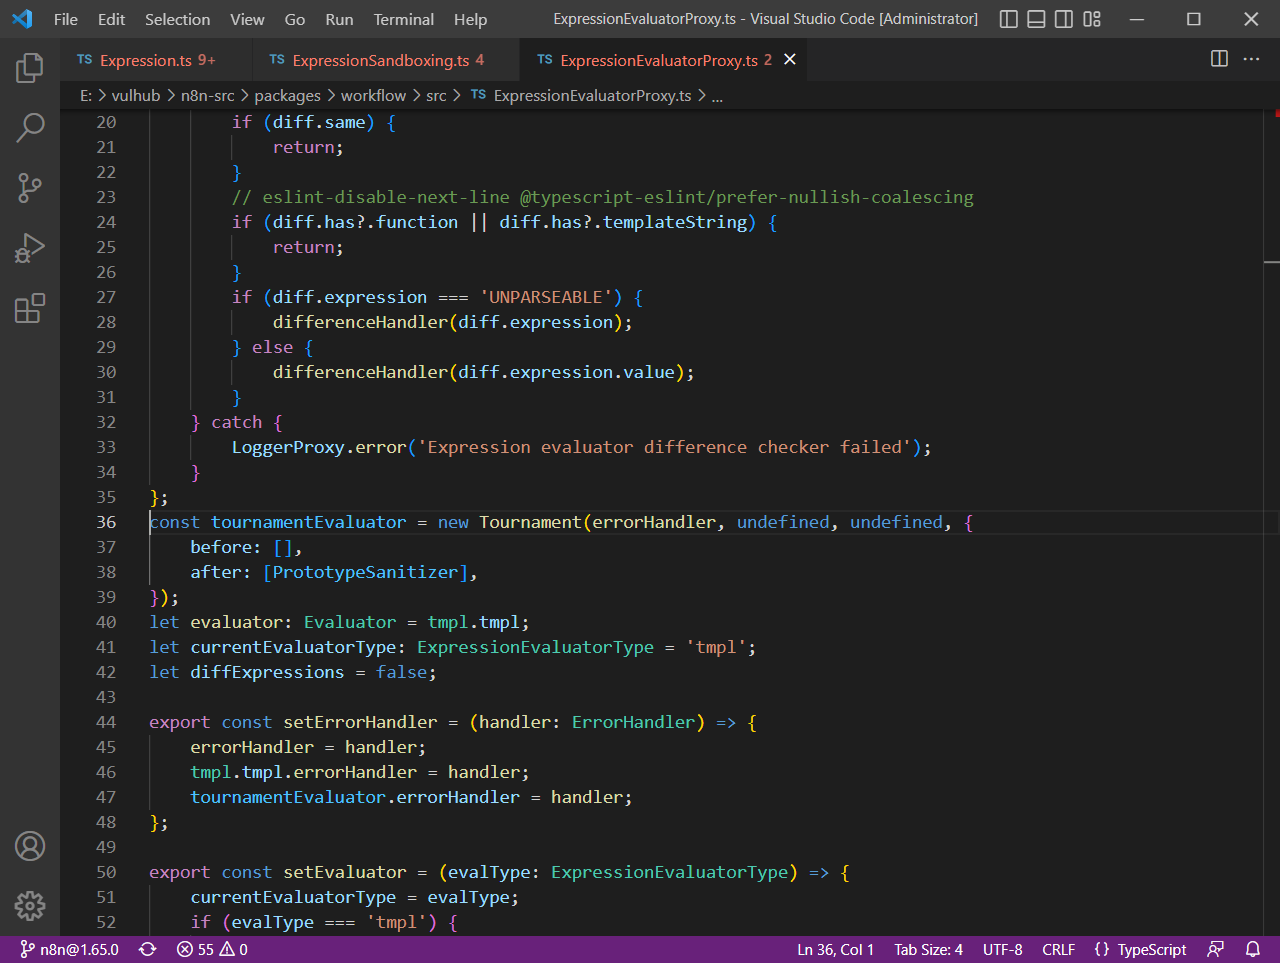 File Edit Selection View Go Run Terminal Help ExpressionEvaluatorProxy.ts - Visual Studio Code [Administrator]
TS Expression.ts 9+ TS ExpressionSandboxing.ts 4 TS ExpressionEvaluatorProxy.ts 2
E: > vulhub > n8n-src > packages > workflow > src > TS ExpressionEvaluatorProxy.ts > ...
20 if (diff.same) {
21 return;
22 }
23 // eslint-disable-next-line @typescript-eslint/prefer-nullish-coalescing
24 if (diff.has?.function || diff.has?.templateString) {
25 return;
26 }
27 if (diff.expression === 'UNPARSEABLE') {
28 differenceHandler(diff.expression);
29 } else {
30 differenceHandler(diff.expression.value);
31 }
32 } catch {
33 LoggerProxy.error('Expression evaluator difference checker failed');
34 }
35 };
36 const tournamentEvaluator = new Tournament(errorHandler, undefined, undefined, {
37 before: [],
38 after: [PrototypeSanitizer],
39 });
40 let evaluator: Evaluator = tmpl.tmpl;
41 let currentEvaluatorType: ExpressionEvaluatorType = 'tmpl';
42 let diffExpressions = false;
43
44 export const setErrorHandler = (handler: ErrorHandler) => {
45 errorHandler = handler;
46 tmpl.tmpl.errorHandler = handler;
47 tournamentEvaluator.errorHandler = handler;
48 };
49
50 export const setEvaluator = (evalType: ExpressionEvaluatorType) => {
51 currentEvaluatorType = evalType;
52 if (evalType === 'tmpl') {
n8n@1.65.0 55 0 Ln 36, Col 1 Tab Size: 4 UTF-8 CRLF {} TypeScript